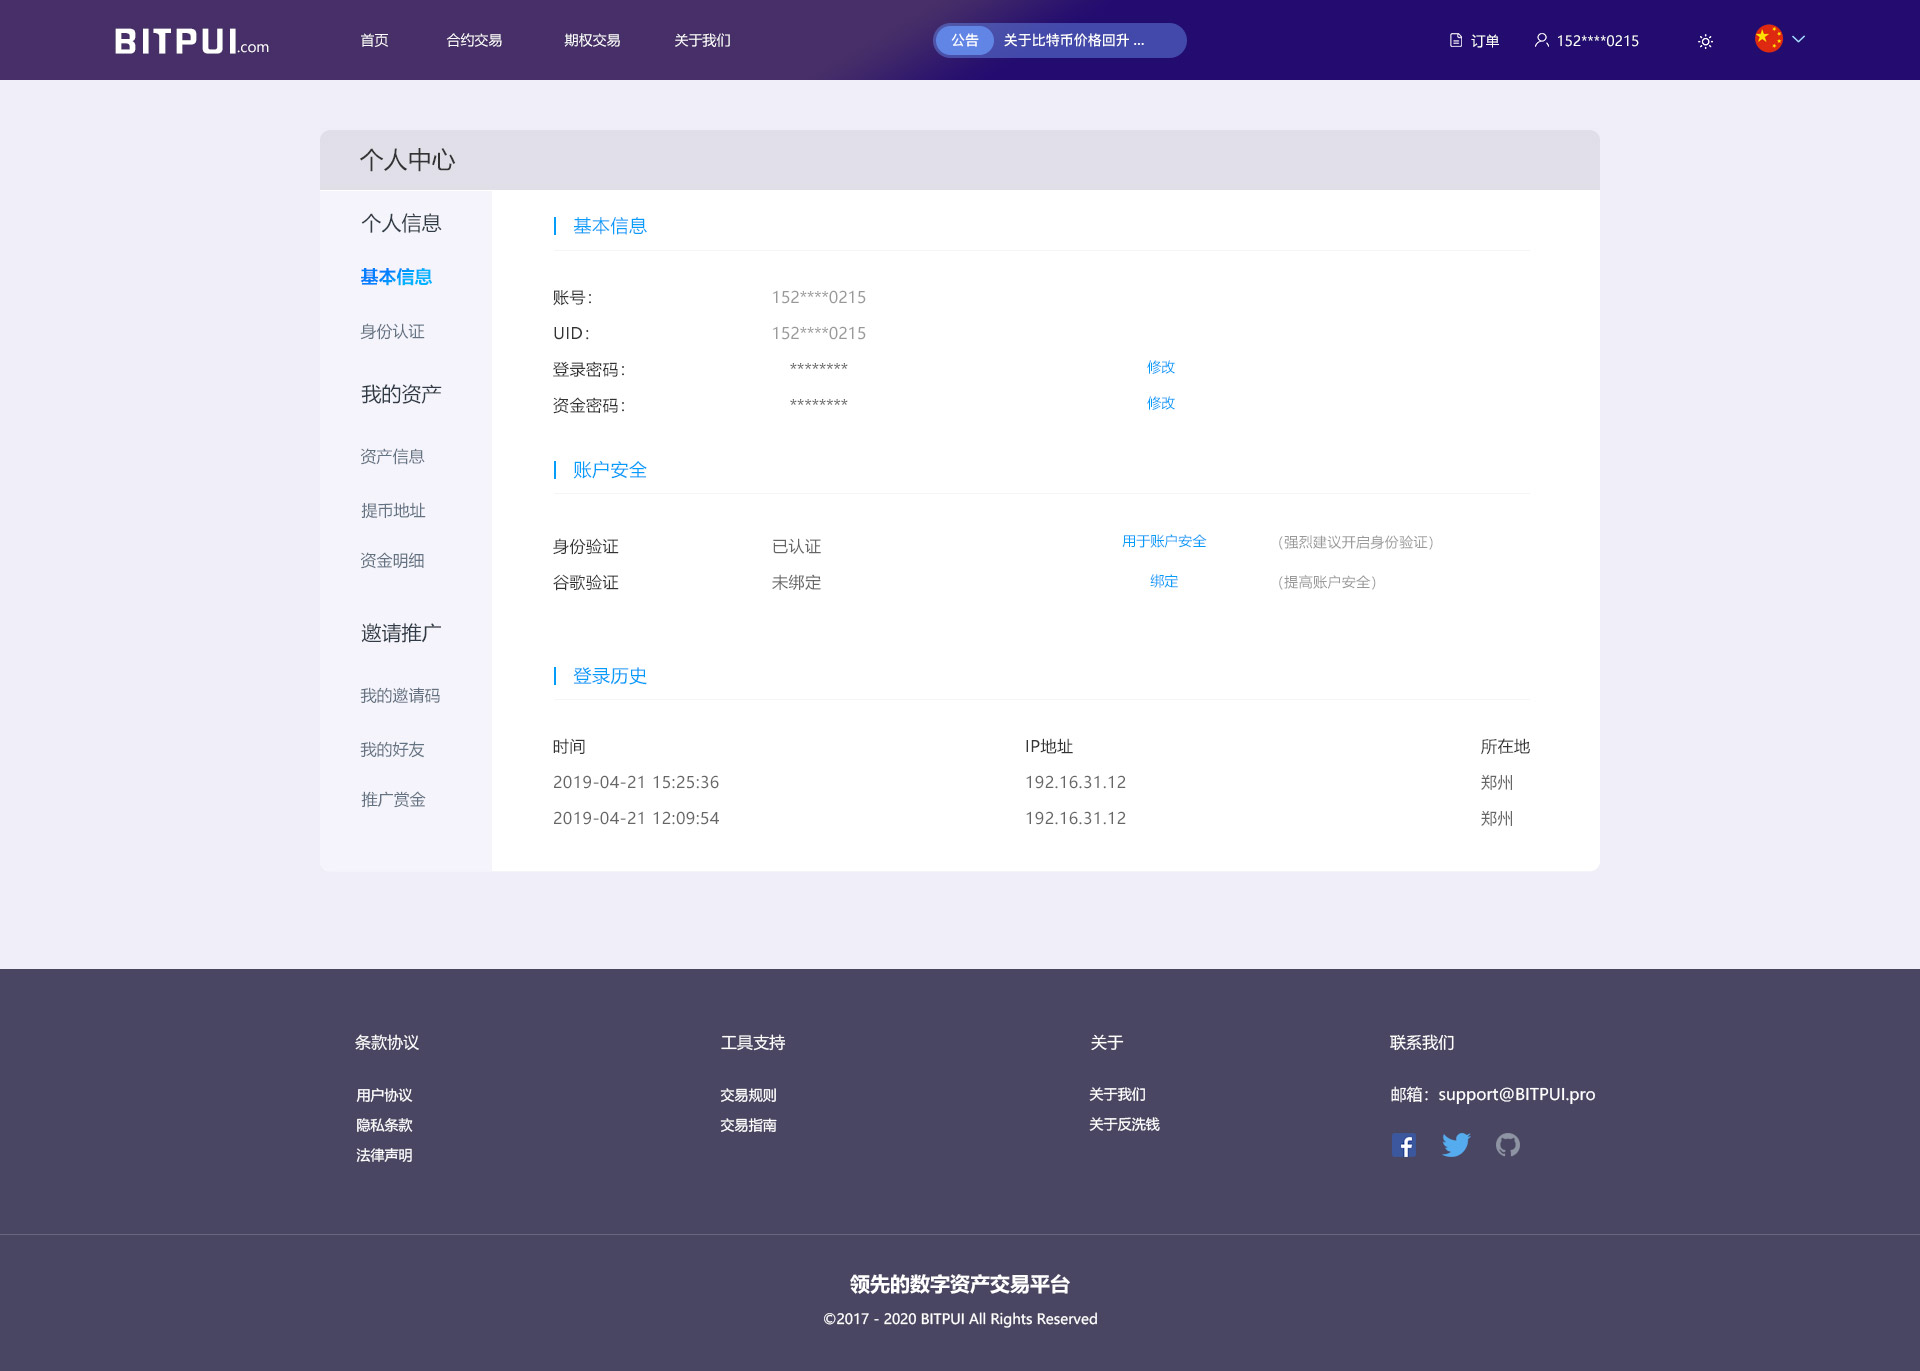 BITPUI.com
首页 合约交易 期权交易 关于我们
公告 关于比特币价格回升 ...
订单 152****0215
个人中心
个人信息
基本信息
身份认证
我的资产
资产信息
提币地址
资金明细
邀请推广
我的邀请码
我的好友
推广赏金
基本信息
账号： 152****0215
UID： 152****0215
登录密码： ******** 修改
资金密码： ******** 修改
账户安全
身份验证 已认证 用于账户安全 （强烈建议开启身份验证）
谷歌验证 未绑定 绑定 （提高账户安全）
登录历史
时间 IP地址 所在地
2019-04-21 15:25:36 192.16.31.12 郑州
2019-04-21 12:09:54 192.16.31.12 郑州
条款协议
用户协议
隐私条款
法律声明
工具支持
交易规则
交易指南
关于
关于我们
关于反洗钱
联系我们
邮箱：support@BITPUI.pro
领先的数字资产交易平台
©2017 - 2020 BITPUI All Rights Reserved